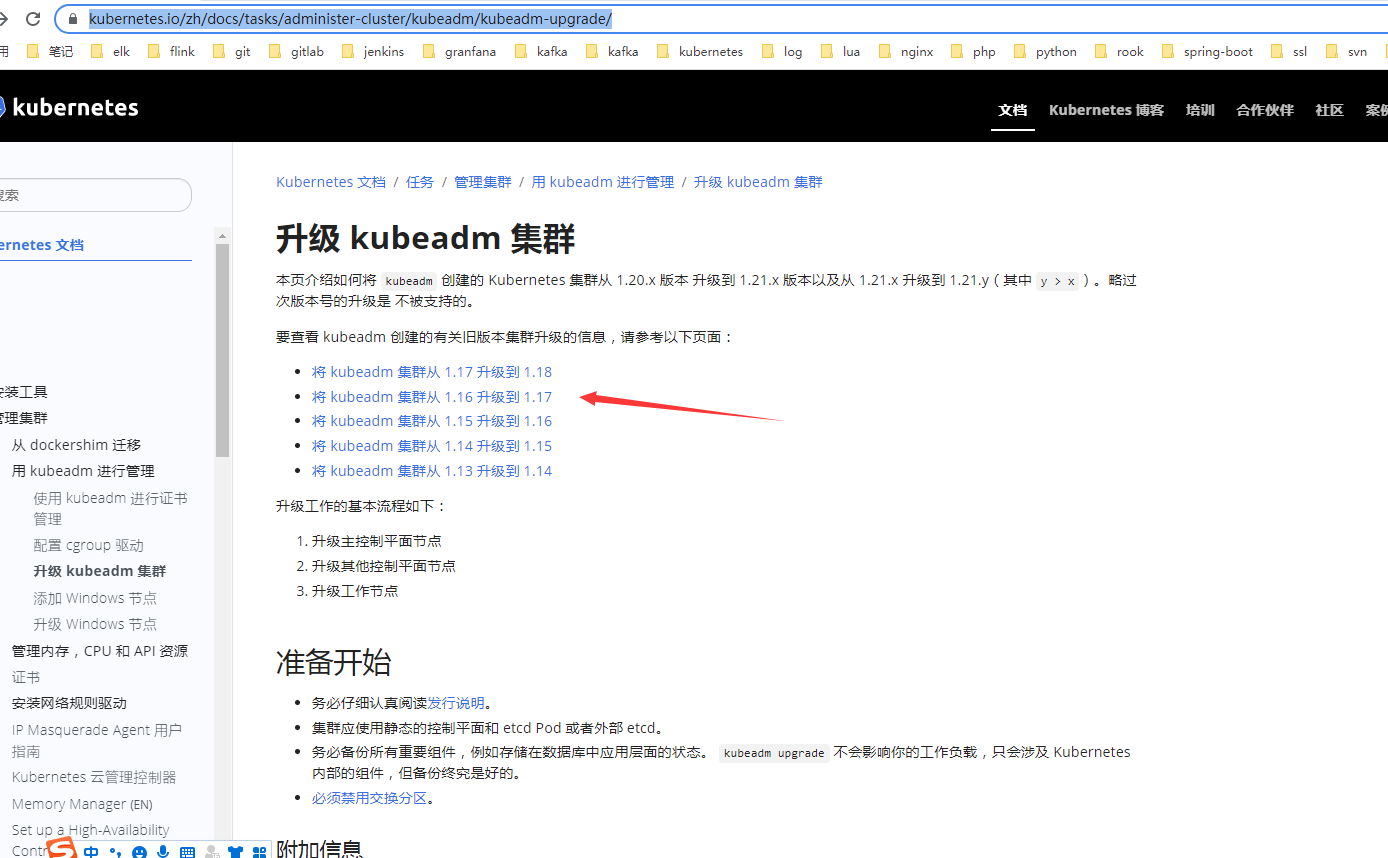 kubernetes.io/zh/docs/tasks/administer-cluster/kubeadm/kubeadm-upgrade/
用 笔记 elk flink git gitlab jenkins granfana kafka kafka kubernetes log lua nginx php python rook spring-boot ssl svn
kubernetes
文档 Kubernetes 博客 培训 合作伙伴 社区 案例
搜索
ernetes 文档
安装工具
管理集群
从 dockershim 迁移
用 kubeadm 进行管理
使用 kubeadm 进行证书
管理
配置 cgroup 驱动
升级 kubeadm 集群
添加 Windows 节点
升级 Windows 节点
管理内存，CPU 和 API 资源
证书
安装网络规则驱动
IP Masquerade Agent 用户
指南
Kubernetes 云管理控制器
Memory Manager (EN)
Set up a High-Availability
Contr
中
Kubernetes 文档 / 任务 / 管理集群 / 用 kubeadm 进行管理 / 升级 kubeadm 集群
升级 kubeadm 集群
本页介绍如何将 kubeadm 创建的 Kubernetes 集群从 1.20.x 版本 升级到 1.21.x 版本以及从 1.21.x 升级到 1.21.y（其中 y > x ）。略过
次版本号的升级是 不被支持的。
要查看 kubeadm 创建的有关旧版本集群升级的信息，请参考以下页面：
将 kubeadm 集群从 1.17 升级到 1.18
将 kubeadm 集群从 1.16 升级到 1.17
将 kubeadm 集群从 1.15 升级到 1.16
将 kubeadm 集群从 1.14 升级到 1.15
将 kubeadm 集群从 1.13 升级到 1.14
升级工作的基本流程如下：
1. 升级主控制平面节点
2. 升级其他控制平面节点
3. 升级工作节点
准备开始
务必仔细认真阅读发行说明。
集群应使用静态的控制平面和 etcd Pod 或者外部 etcd。
务必备份所有重要组件，例如存储在数据库中应用层面的状态。 kubeadm upgrade 不会影响你的工作负载，只会涉及 Kubernetes
内部的组件，但备份终究是好的。
必须禁用交换分区。
附加信息